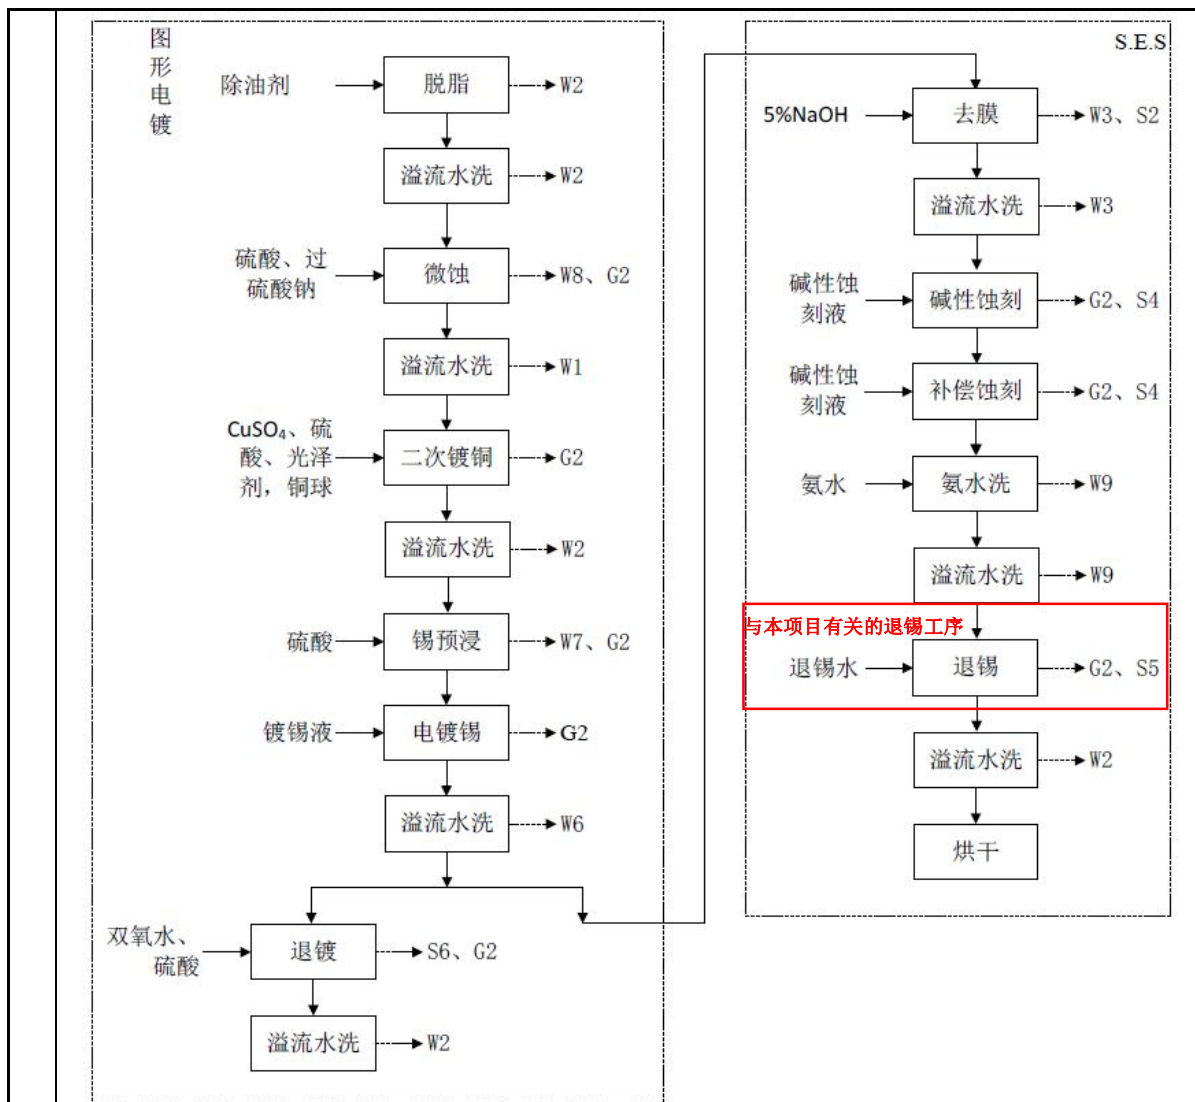 图
形
电
镀
除油剂
脱脂
W2
溢流水洗
W2
硫酸、过
硫酸钠
微蚀
W8、G2
溢流水洗
W1
CuSO₄、硫
酸、光泽
剂，铜球
二次镀铜
G2
溢流水洗
W2
硫酸
锡预浸
W7、G2
镀锡液
电镀锡
G2
溢流水洗
W6
双氧水、
硫酸
退镀
S6、G2
溢流水洗
W2
S.E.S
5%NaOH
去膜
W3、S2
溢流水洗
W3
碱性蚀
刻液
碱性蚀刻
G2、S4
碱性蚀
刻液
补偿蚀刻
G2、S4
氨水
氨水洗
W9
溢流水洗
W9
与本项目有关的退锡工序
退锡水
退锡
G2、S5
溢流水洗
W2
烘干